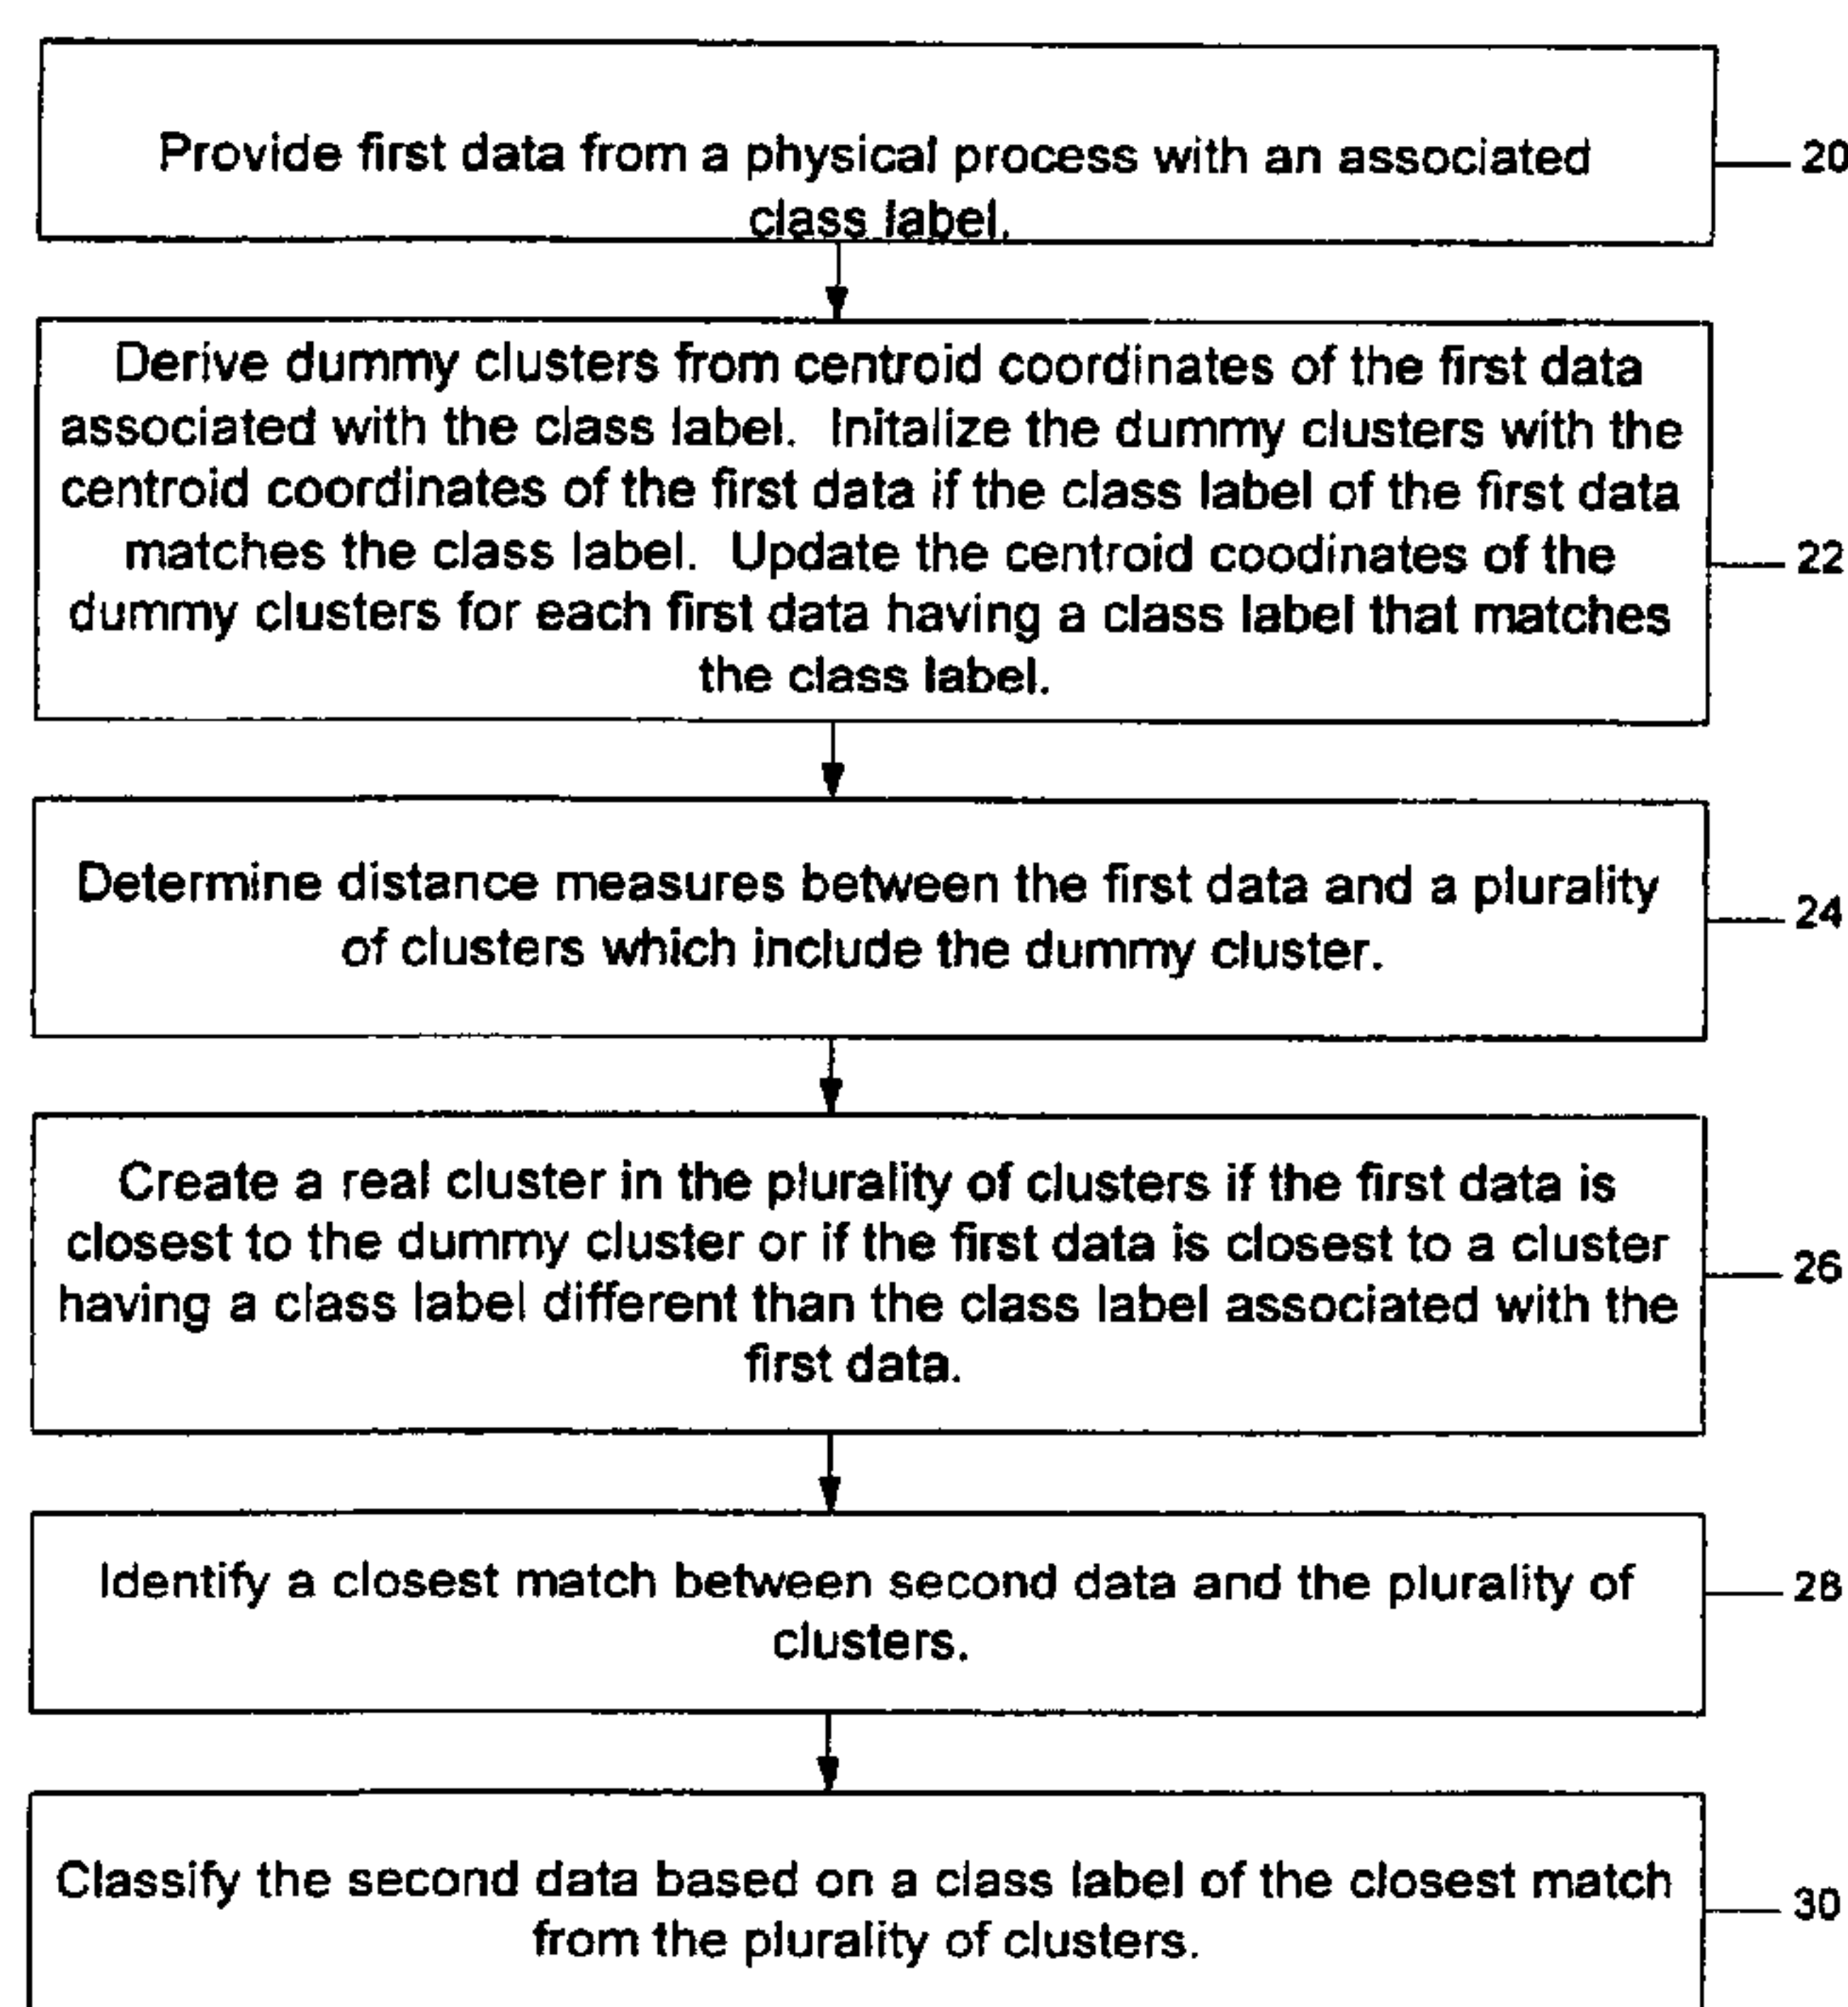 Provide first data from a physical process with an associated
class label.
20
Derive dummy clusters from centroid coordinates of the first data
associated with the class label. Initalize the dummy clusters with the
centroid coordinates of the first data if the class label of the first data
matches the class label. Update the centroid coodinates of the
dummy clusters for each first data having a class label that matches
the class label.
22
Determine distance measures between the first data and a plurality
of clusters which include the dummy cluster.
24
Create a real cluster in the plurality of clusters if the first data is
closest to the dummy cluster or if the first data is closest to a cluster
having a class label different than the class label associated with the
first data.
26
Identify a closest match between second data and the plurality of
clusters.
28
Classify the second data based on a class label of the closest match
from the plurality of clusters.
30